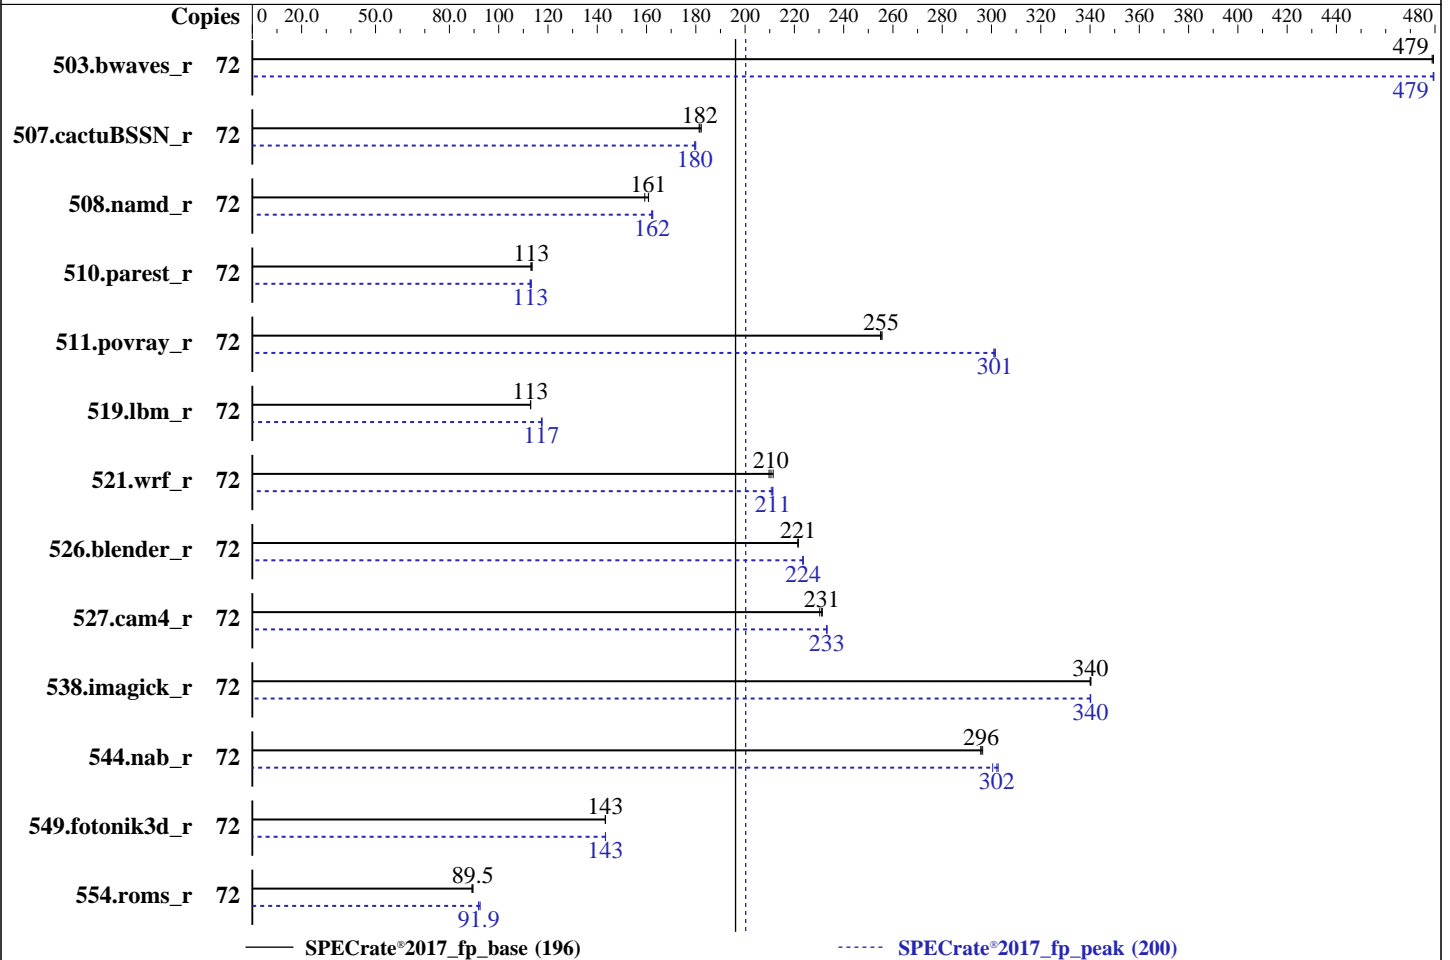 Copies 0 20.0 50.0 80.0 100 120 140 160 180 200 220 240 260 280 300 320 340 360 380 400 420 440 480
479
503.bwaves_r 72
479
182
507.cactuBSSN_r 72
180
161
508.namd_r 72
162
113
510.parest_r 72
113
255
511.povray_r 72
301
113
519.lbm_r 72
117
210
521.wrf_r 72
211
221
526.blender_r 72
224
231
527.cam4_r 72
233
340
538.imagick_r 72
340
296
544.nab_r 72
302
143
549.fotonik3d_r 72
143
89.5
554.roms_r 72
91.9
SPECrate®2017_fp_base (196) SPECrate®2017_fp_peak (200)